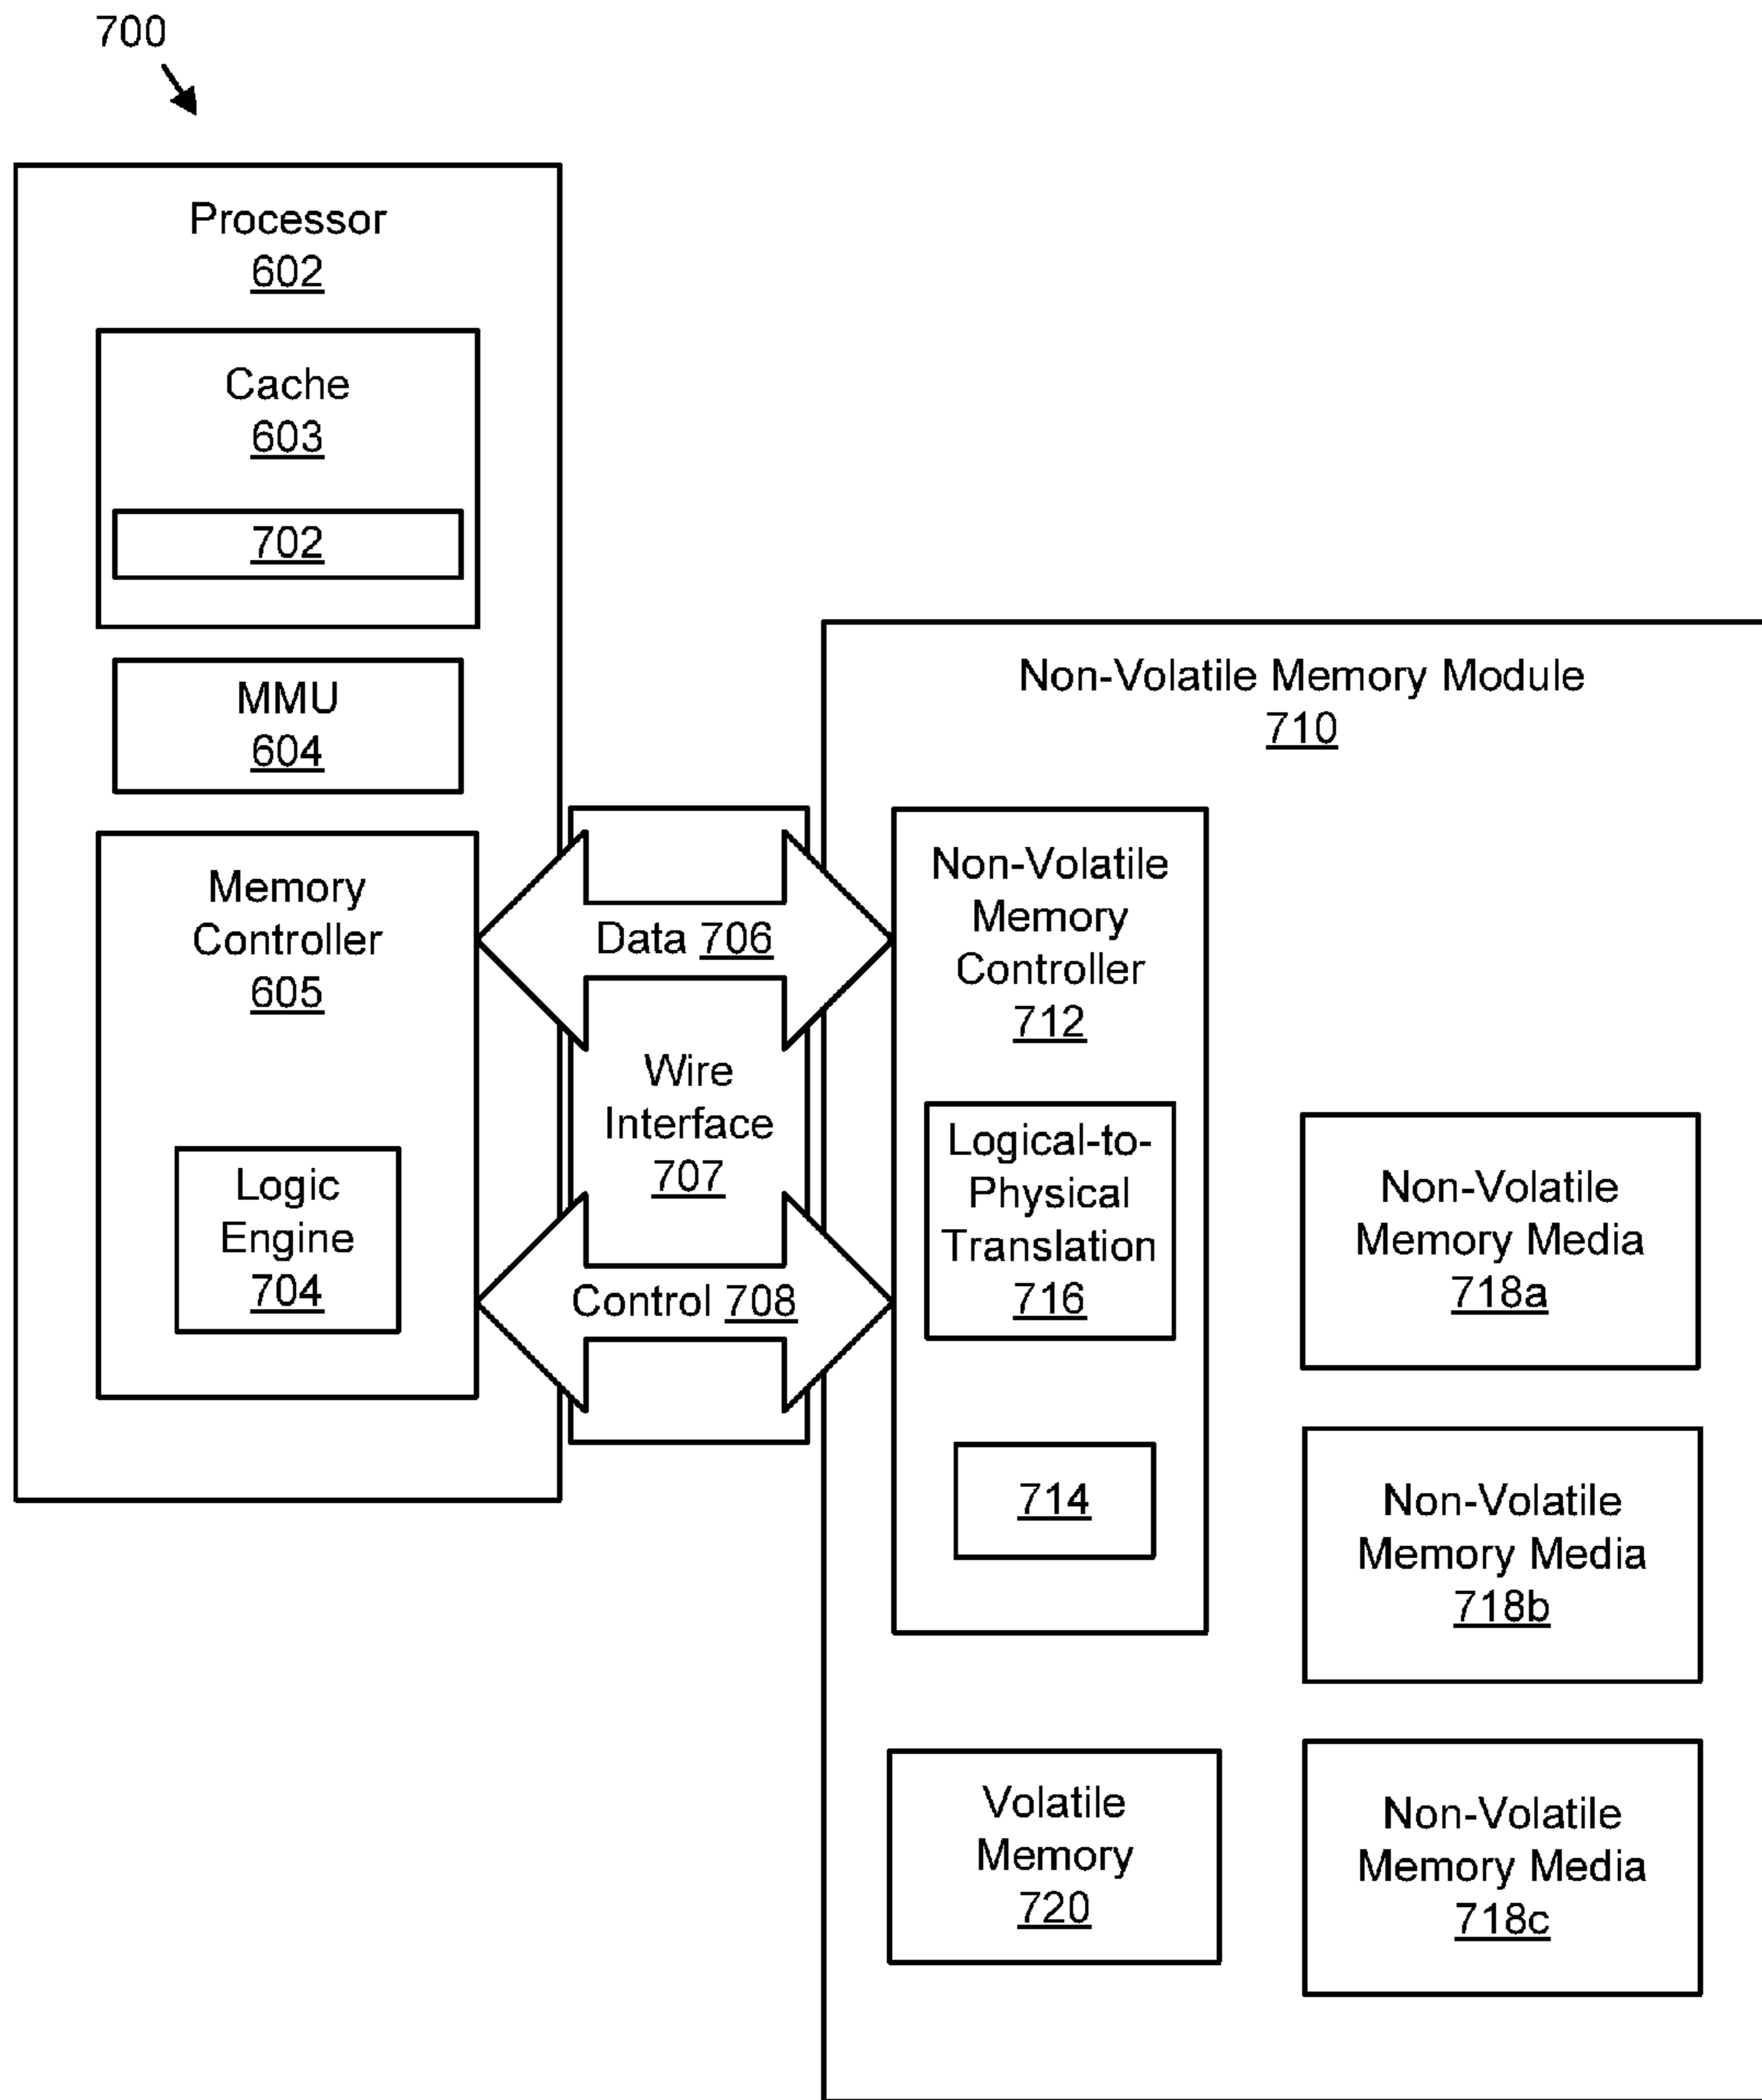 700
Processor
602
Cache
603
702
MMU
604
Memory
Controller
605
Logic
Engine
704
Data 706
Wire
Interface
707
Control 708
Non-Volatile Memory Module
710
Non-Volatile
Memory
Controller
712
Logical-to-
Physical
Translation
716
714
Non-Volatile
Memory Media
718a
Non-Volatile
Memory Media
718b
Volatile
Memory
720
Non-Volatile
Memory Media
718c